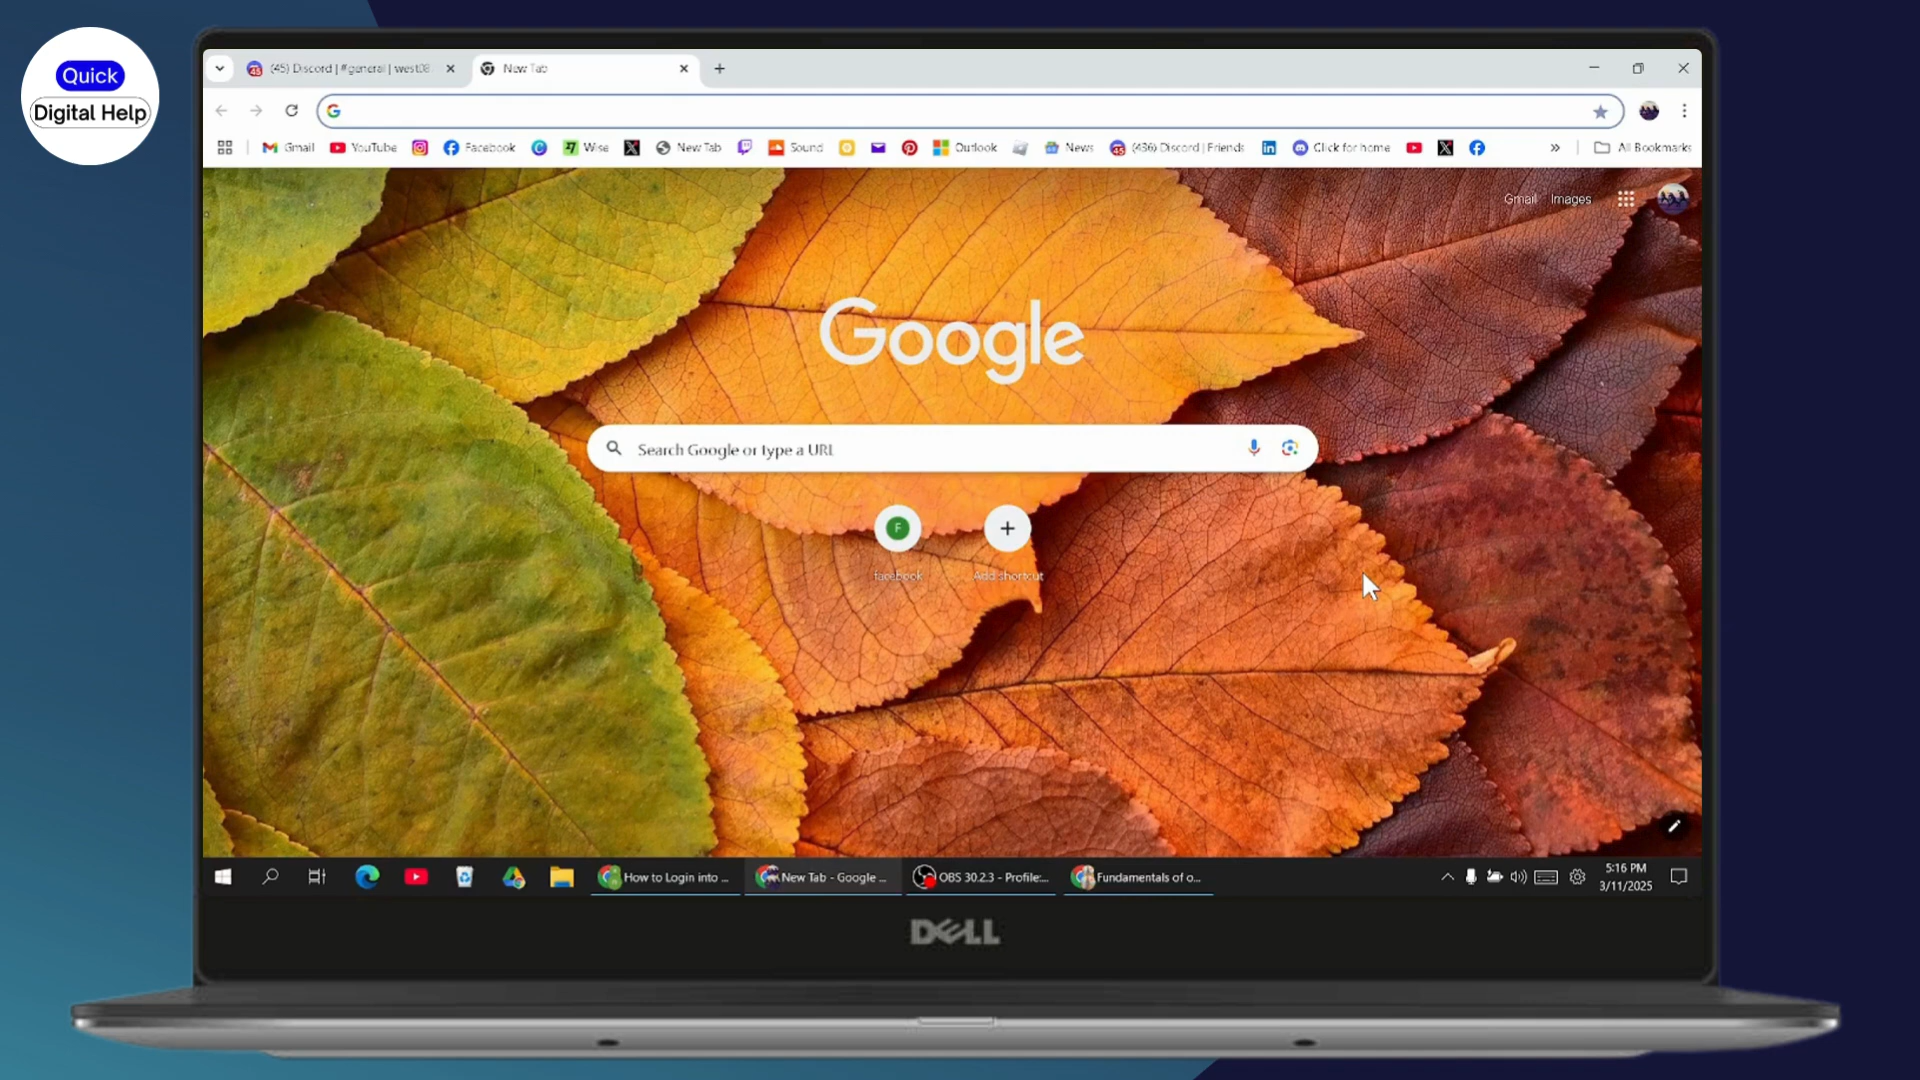 Quick
Digital Help
(45) Discord | #general | west08
New Tab
Gmail
YouTube
Facebook
Wise
New Tab
Sound
Outlook
News
(436) Discord | Friends
Click for home
All Bookmarks
Gmail
Images
Google
Search Google or type a URL
F
facebook
Add shortcut
How to Login into ...
New Tab - Google ...
OBS 30.2.3 - Profile:...
Fundamentals of o...
5:16 PM
3/11/2025
DELL